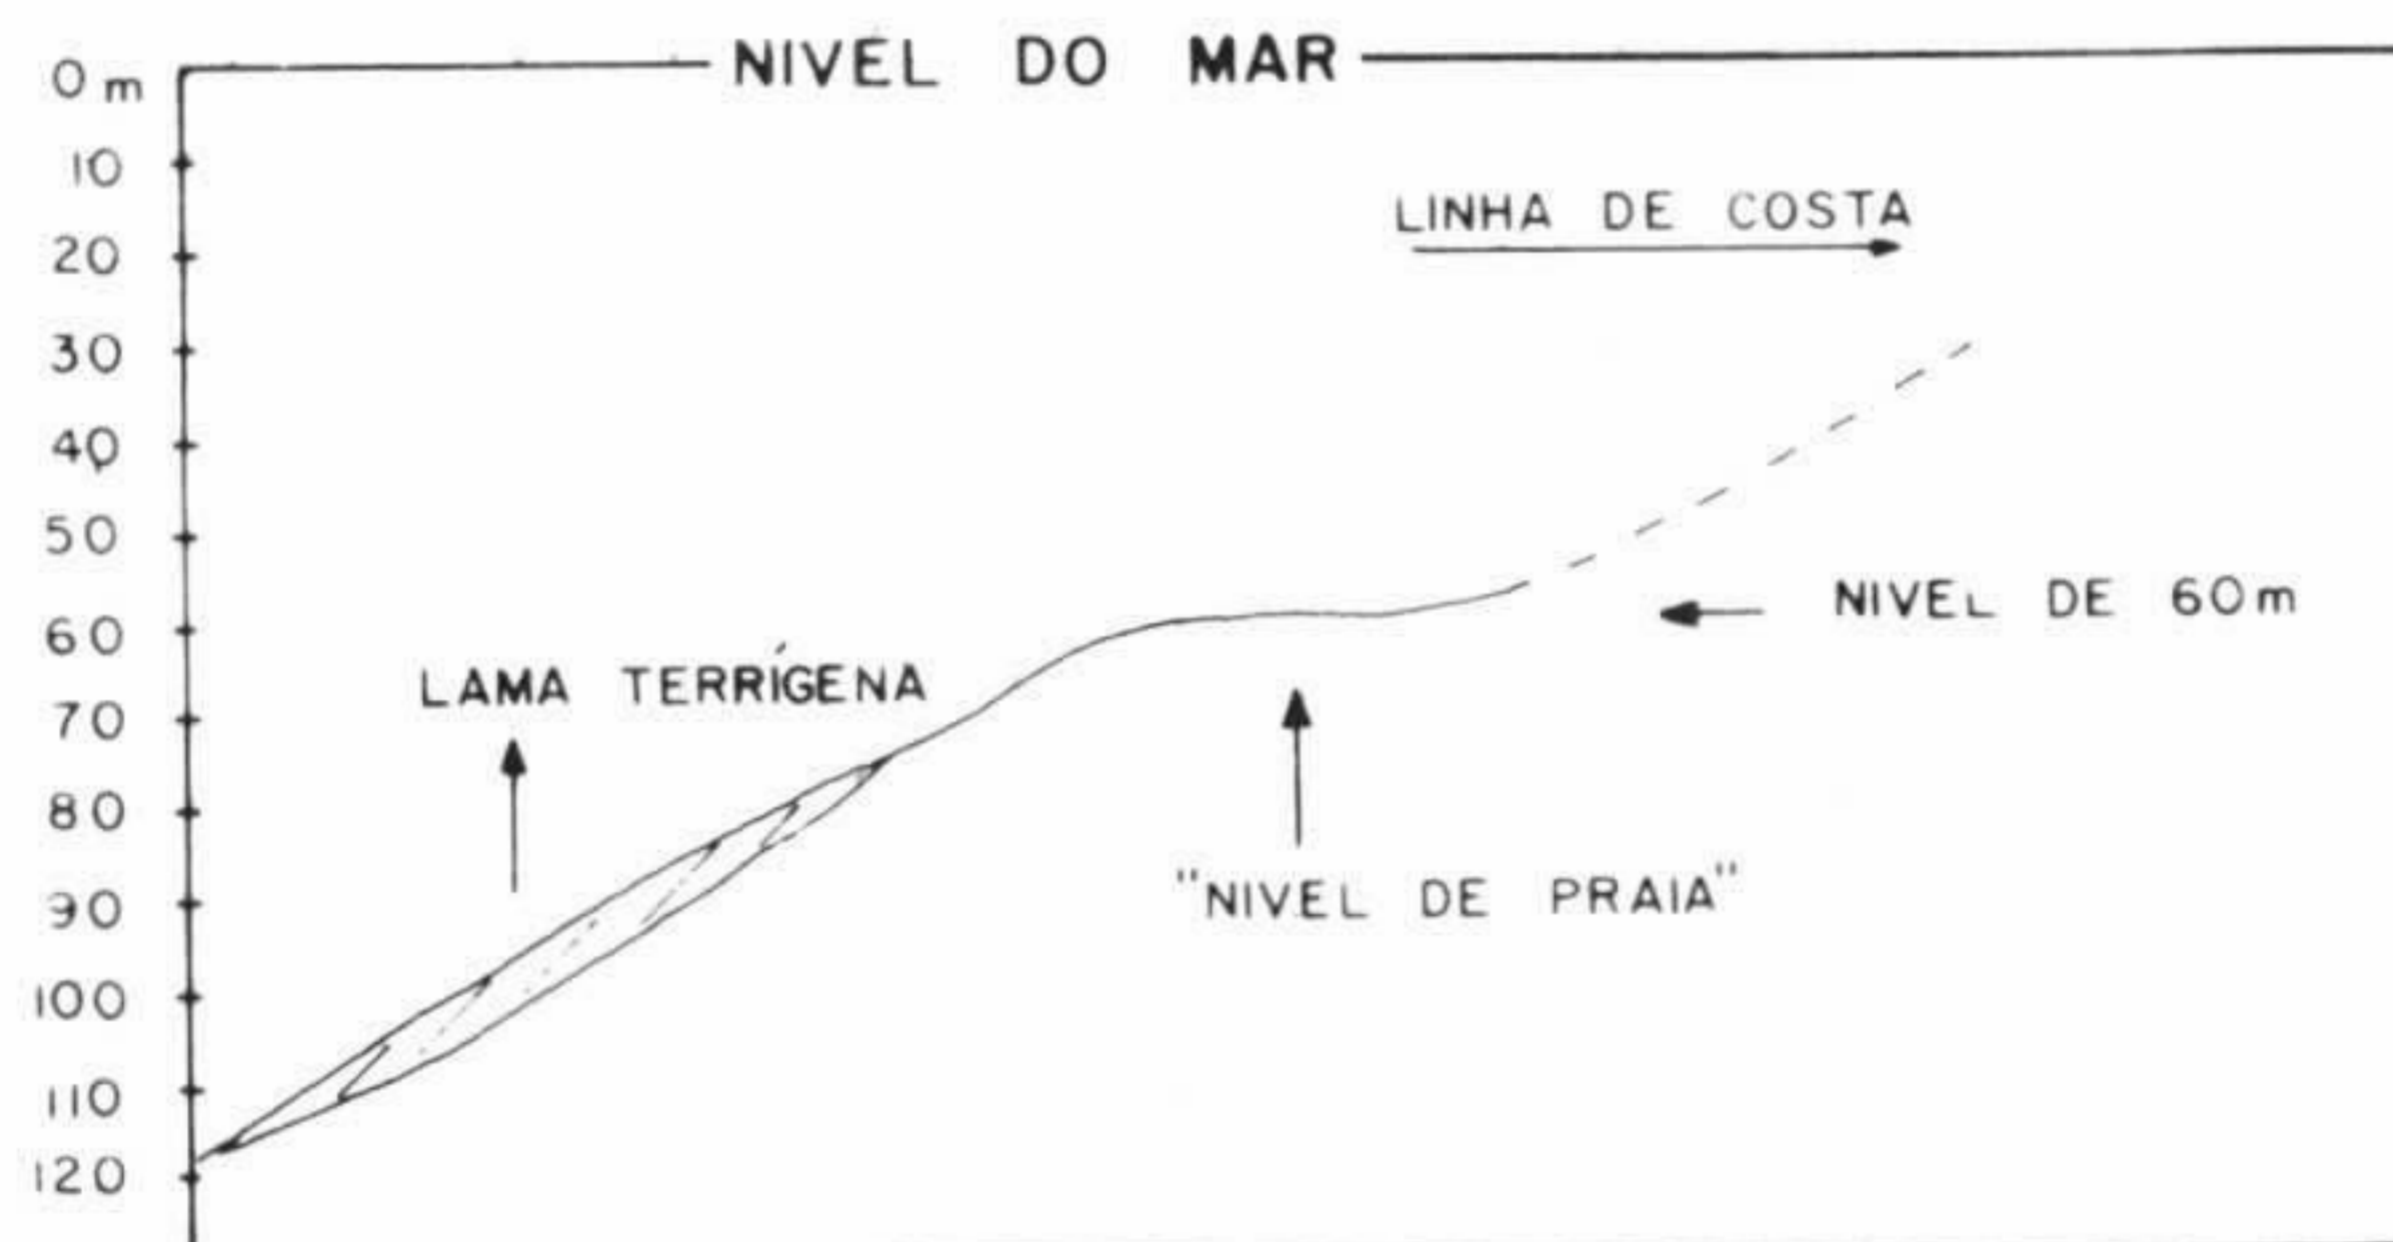 NIVEL DO MAR
0 m
10
20
30
40
50
60
70
80
90
100
110
120
LINHA DE COSTA
NIVEL DE 60m
LAMA TERRÍGENA
"NIVEL DE PRAIA"